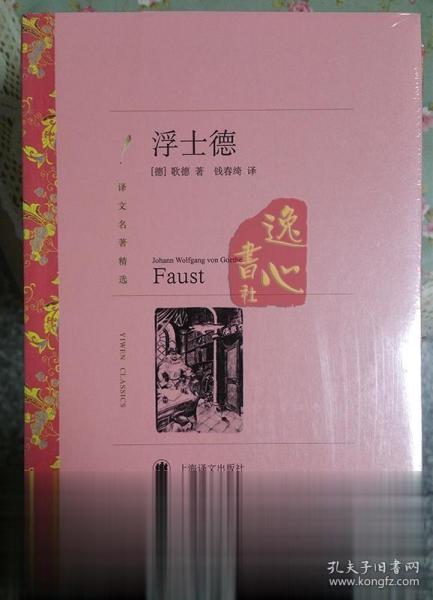 浮士德
[德] 歌德 著 钱春绮 译
译文名著精选
YIWEN CLASSICS
Johann Wolfgang von Goethe
Faust
逸心
書社
上海译文出版社
孔夫子旧书网
www.kongfz.com